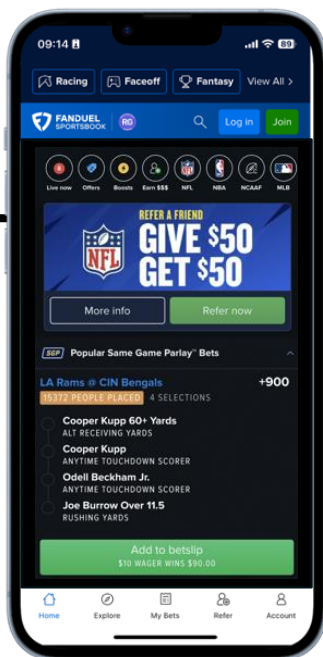 09:14
89
Racing
Faceoff
Fantasy
View All >
FANDUEL
SPORTSBOOK
RG
Log in
Join
Live now
Offers
Boosts
Earn $$$
NFL
NBA
NCAAF
MLB
NFL
REFER A FRIEND
GIVE $50
GET $50
More info
Refer now
SGP Popular Same Game Parlay™ Bets
LA Rams @ CIN Bengals
+900
15372 PEOPLE PLACED 4 SELECTIONS
Cooper Kupp 60+ Yards
ALT RECEIVING YARDS
Cooper Kupp
ANYTIME TOUCHDOWN SCORER
Odell Beckham Jr.
ANYTIME TOUCHDOWN SCORER
Joe Burrow Over 11.5
RUSHING YARDS
Add to betslip
$10 WAGER WINS $90.00
Home
Explore
My Bets
Refer
Account